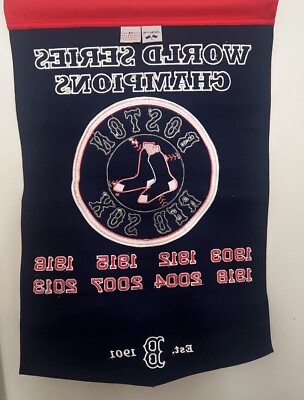 WORLD SERIES
CHAMPIONS
BOSTON
RED SOX
1903 1912 1915 1916
1918 2004 2007 2013
Est. B 1901